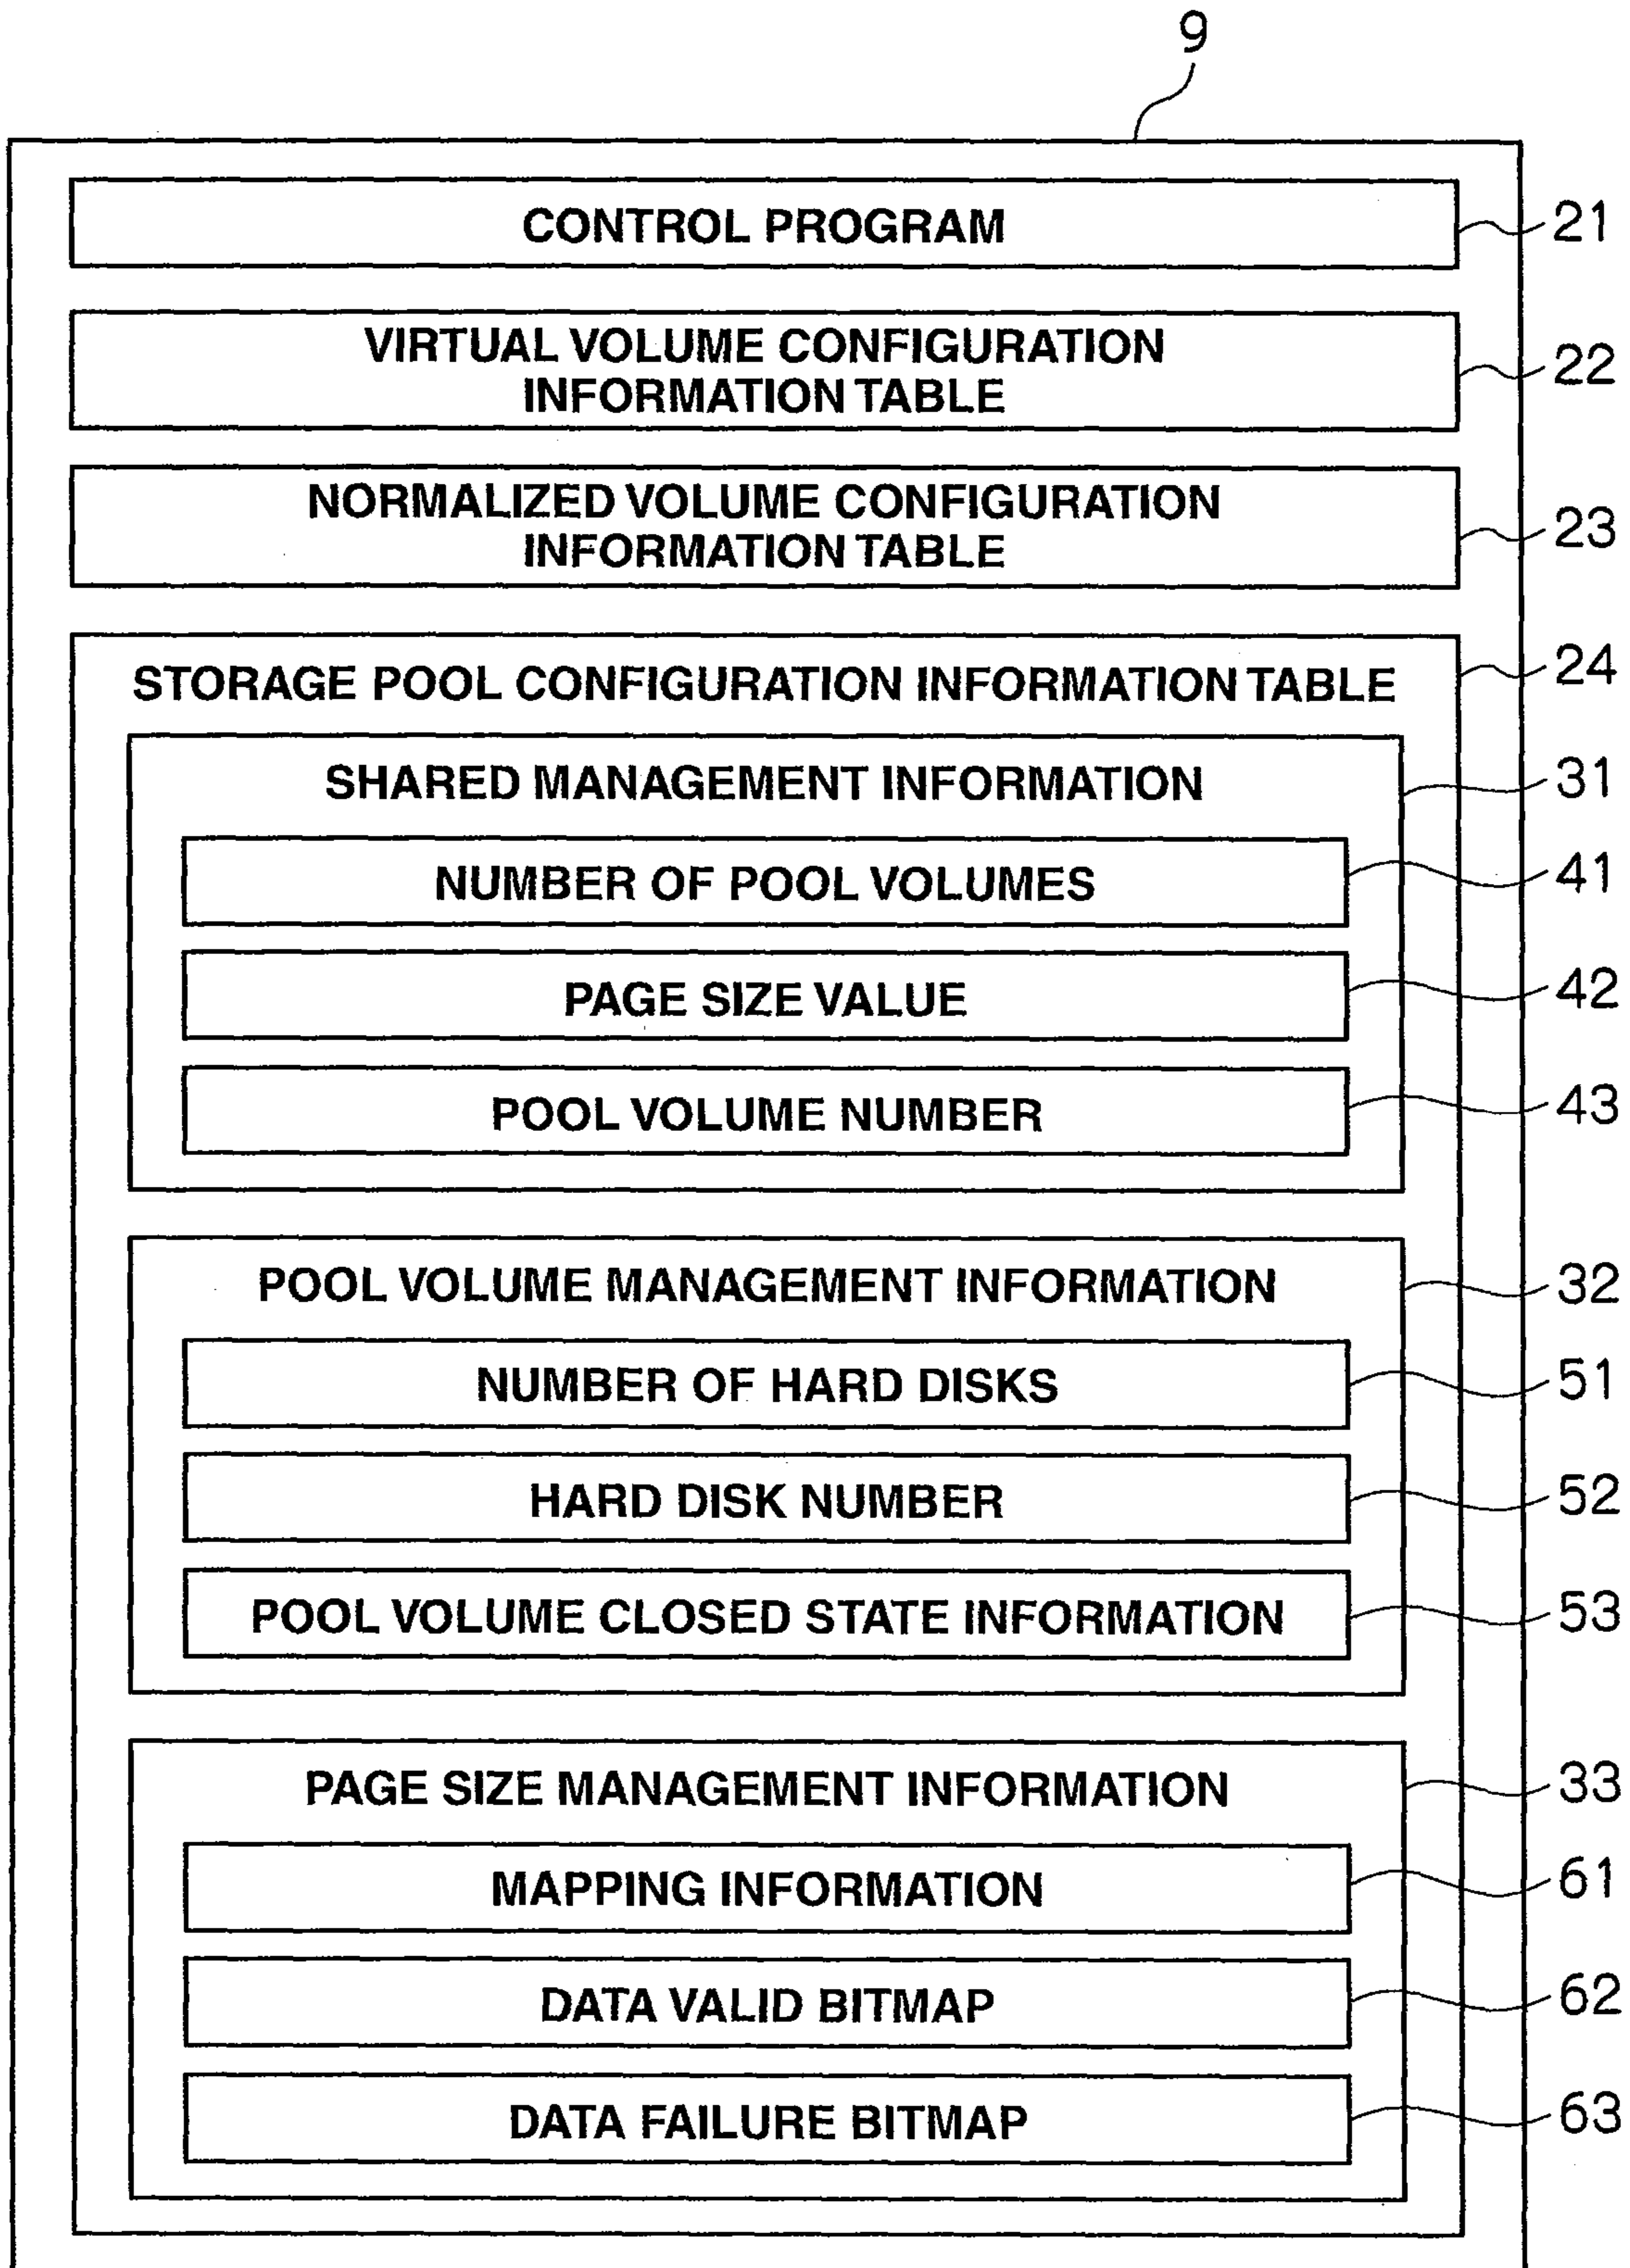 9
CONTROL PROGRAM
21
VIRTUAL VOLUME CONFIGURATION
INFORMATION TABLE
22
NORMALIZED VOLUME CONFIGURATION
INFORMATION TABLE
23
STORAGE POOL CONFIGURATION INFORMATION TABLE
24
SHARED MANAGEMENT INFORMATION
31
NUMBER OF POOL VOLUMES
41
PAGE SIZE VALUE
42
POOL VOLUME NUMBER
43
POOL VOLUME MANAGEMENT INFORMATION
32
NUMBER OF HARD DISKS
51
HARD DISK NUMBER
52
POOL VOLUME CLOSED STATE INFORMATION
53
PAGE SIZE MANAGEMENT INFORMATION
33
MAPPING INFORMATION
61
DATA VALID BITMAP
62
DATA FAILURE BITMAP
63